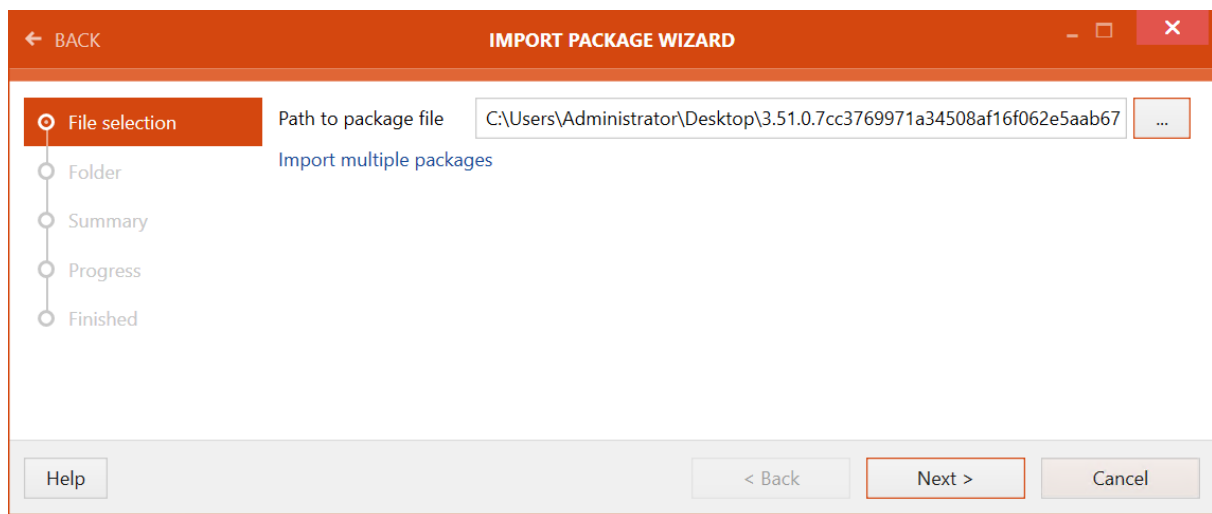 BACK
IMPORT PACKAGE WIZARD
File selection
Folder
Summary
Progress
Finished
Path to package file
C:\Users\Administrator\Desktop\3.51.0.7cc3769971a34508af16f062e5aab67
...
Import multiple packages
Help
< Back
Next >
Cancel